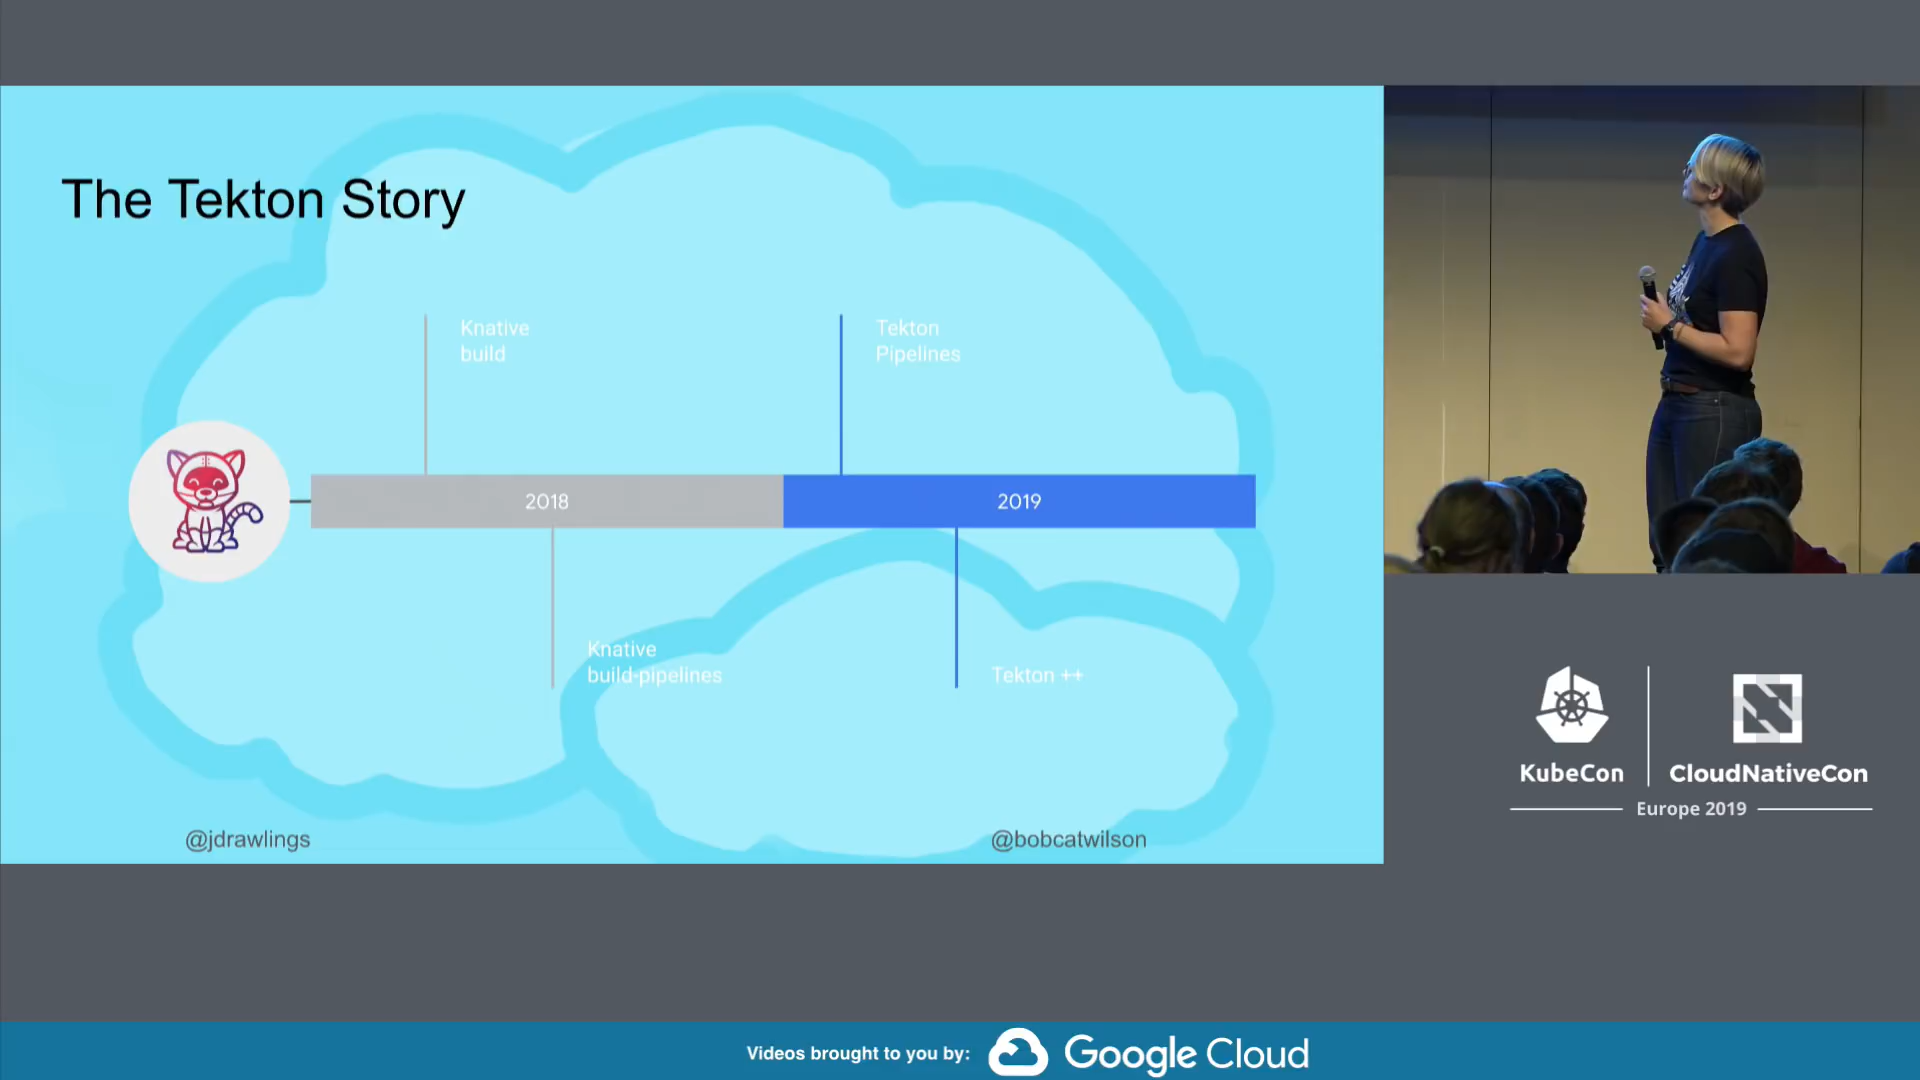 The Tekton Story
Knative
build
Tekton
Pipelines
2018
2019
Knative
build-pipelines
Tekton ++
@jdrawlings
@bobcatwilson
KubeCon
CloudNativeCon
Europe 2019
Videos brought to you by:
Google Cloud